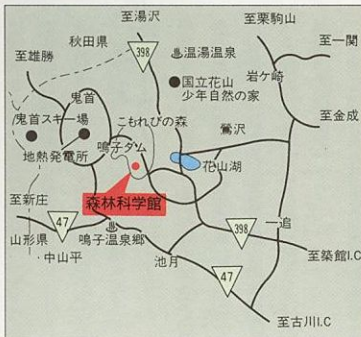 至湯沢
至栗駒山
398
至一関
秋田県
至雄勝
温湯温泉
岩ケ崎
国立花山
少年自然の家
鬼首
鬼首スキー場
こもれびの森
至金成
鶯沢
鳴子ダム
地熱発電所
花山湖
至新庄
森林科学館
47
398
一迫
山形県
鳴子温泉郷
中山平
池月
至築館I.C
47
至古川I.C